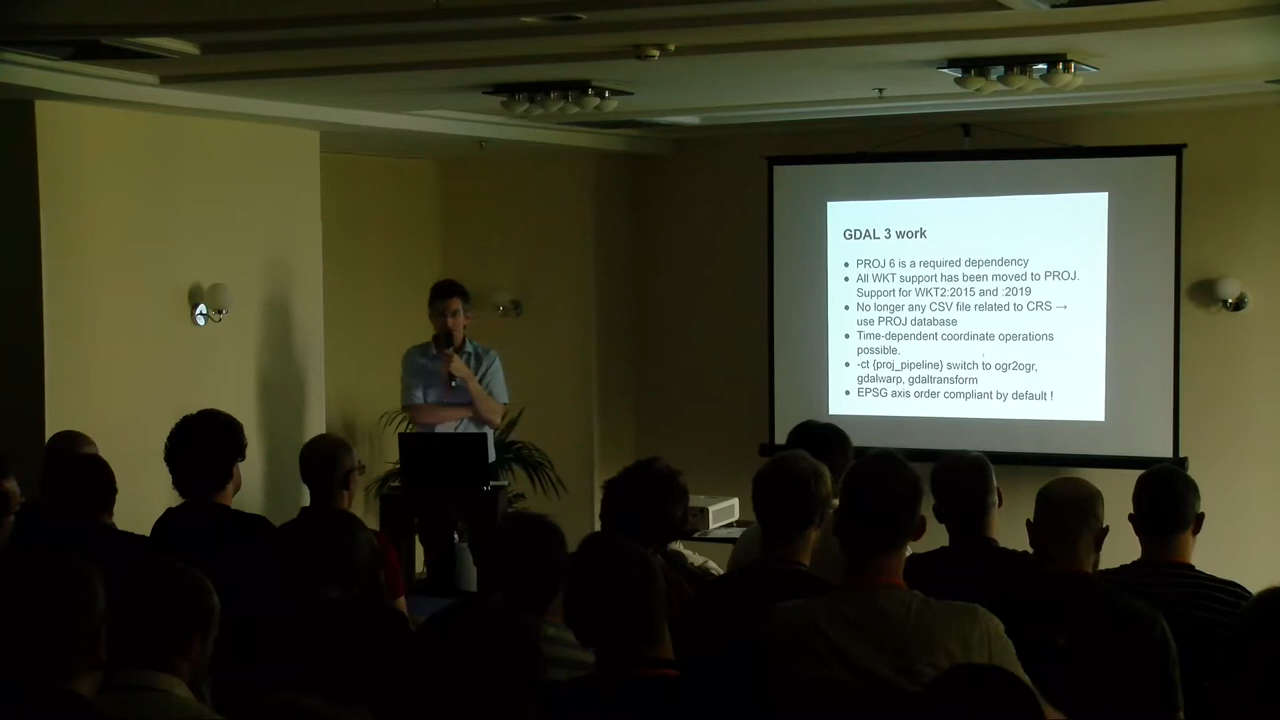 GDAL 3 work
● PROJ 6 is a required dependency
● All WKT support has been moved to PROJ.
Support for WKT2:2015 and :2019
● No longer any CSV file related to CRS →
use PROJ database
● Time-dependent coordinate operations
possible.
● -ct {proj_pipeline} switch to ogr2ogr,
gdalwarp, gdaltransform
● EPSG axis order compliant by default !